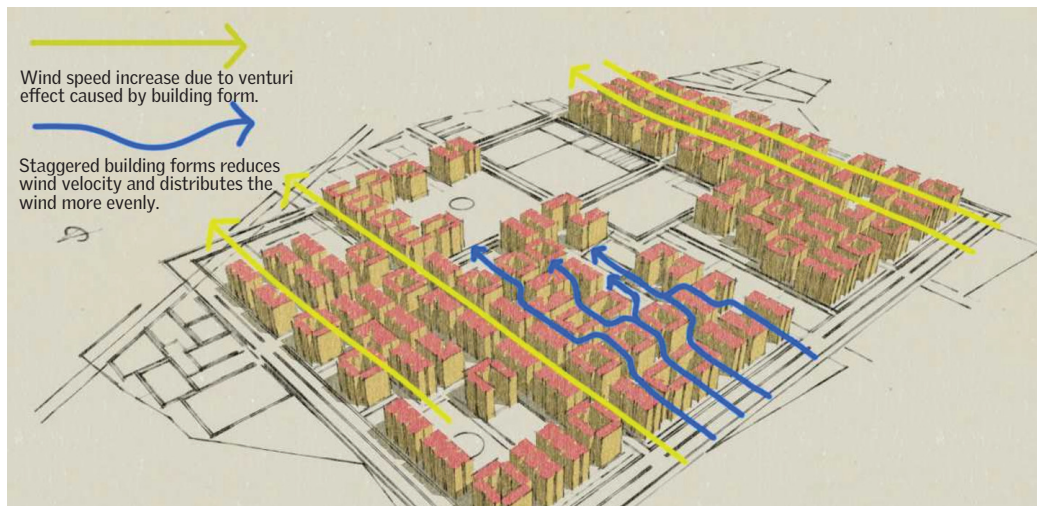 Wind speed increase due to venturi
effect caused by building form.
Staggered building forms reduces
wind velocity and distributes the
wind more evenly.